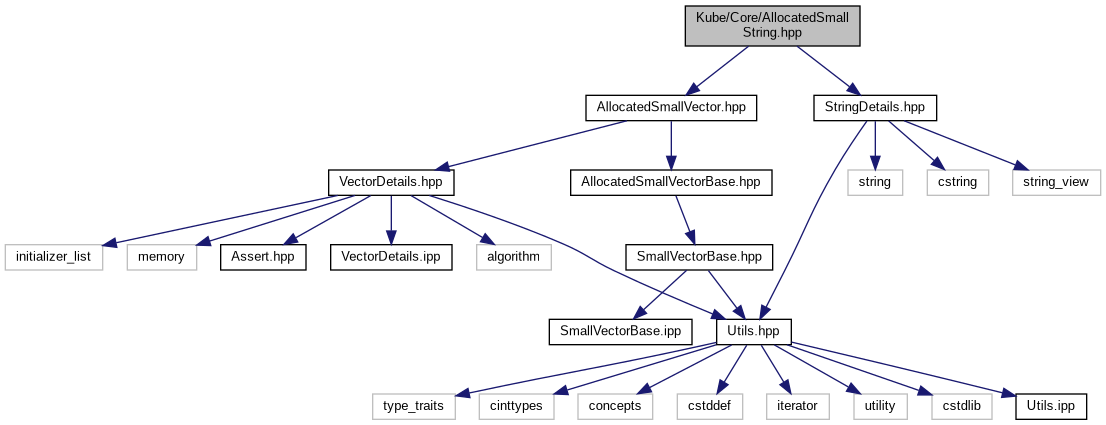 Kube/Core/AllocatedSmall
String.hpp
AllocatedSmallVector.hpp
StringDetails.hpp
VectorDetails.hpp
AllocatedSmallVectorBase.hpp
string
cstring
string_view
initializer_list
memory
Assert.hpp
VectorDetails.ipp
algorithm
SmallVectorBase.hpp
SmallVectorBase.ipp
Utils.hpp
type_traits
cinttypes
concepts
cstddef
iterator
utility
cstdlib
Utils.ipp